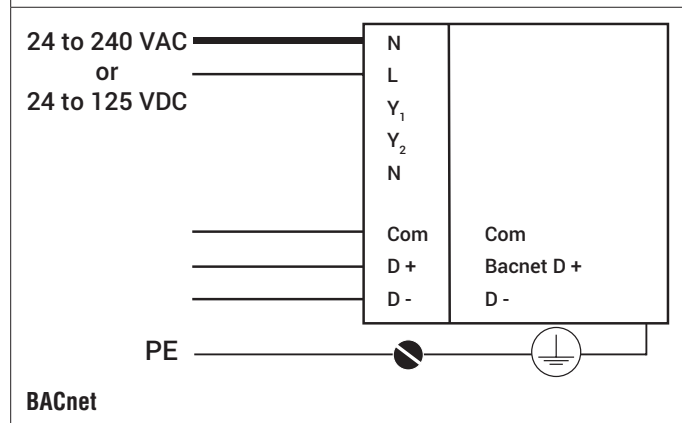 24 to 240 VAC
or
24 to 125 VDC
N
L
Y1
Y2
N
Com Com
D + Bacnet D +
D - D -
PE
BACnet